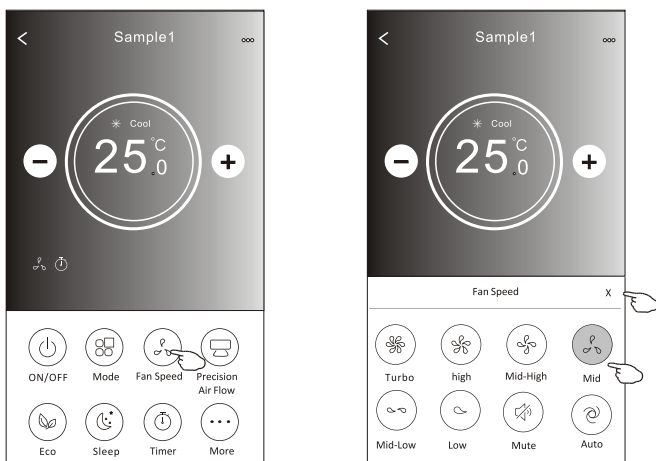 Sample1
Cool
25.0°C
ON/OFF
Mode
Fan Speed
Precision
Air Flow
Eco
Sleep
Timer
More
Sample1
Cool
25.0°C
Fan Speed
X
Turbo
high
Mid-High
Mid
Mid-Low
Low
Mute
Auto